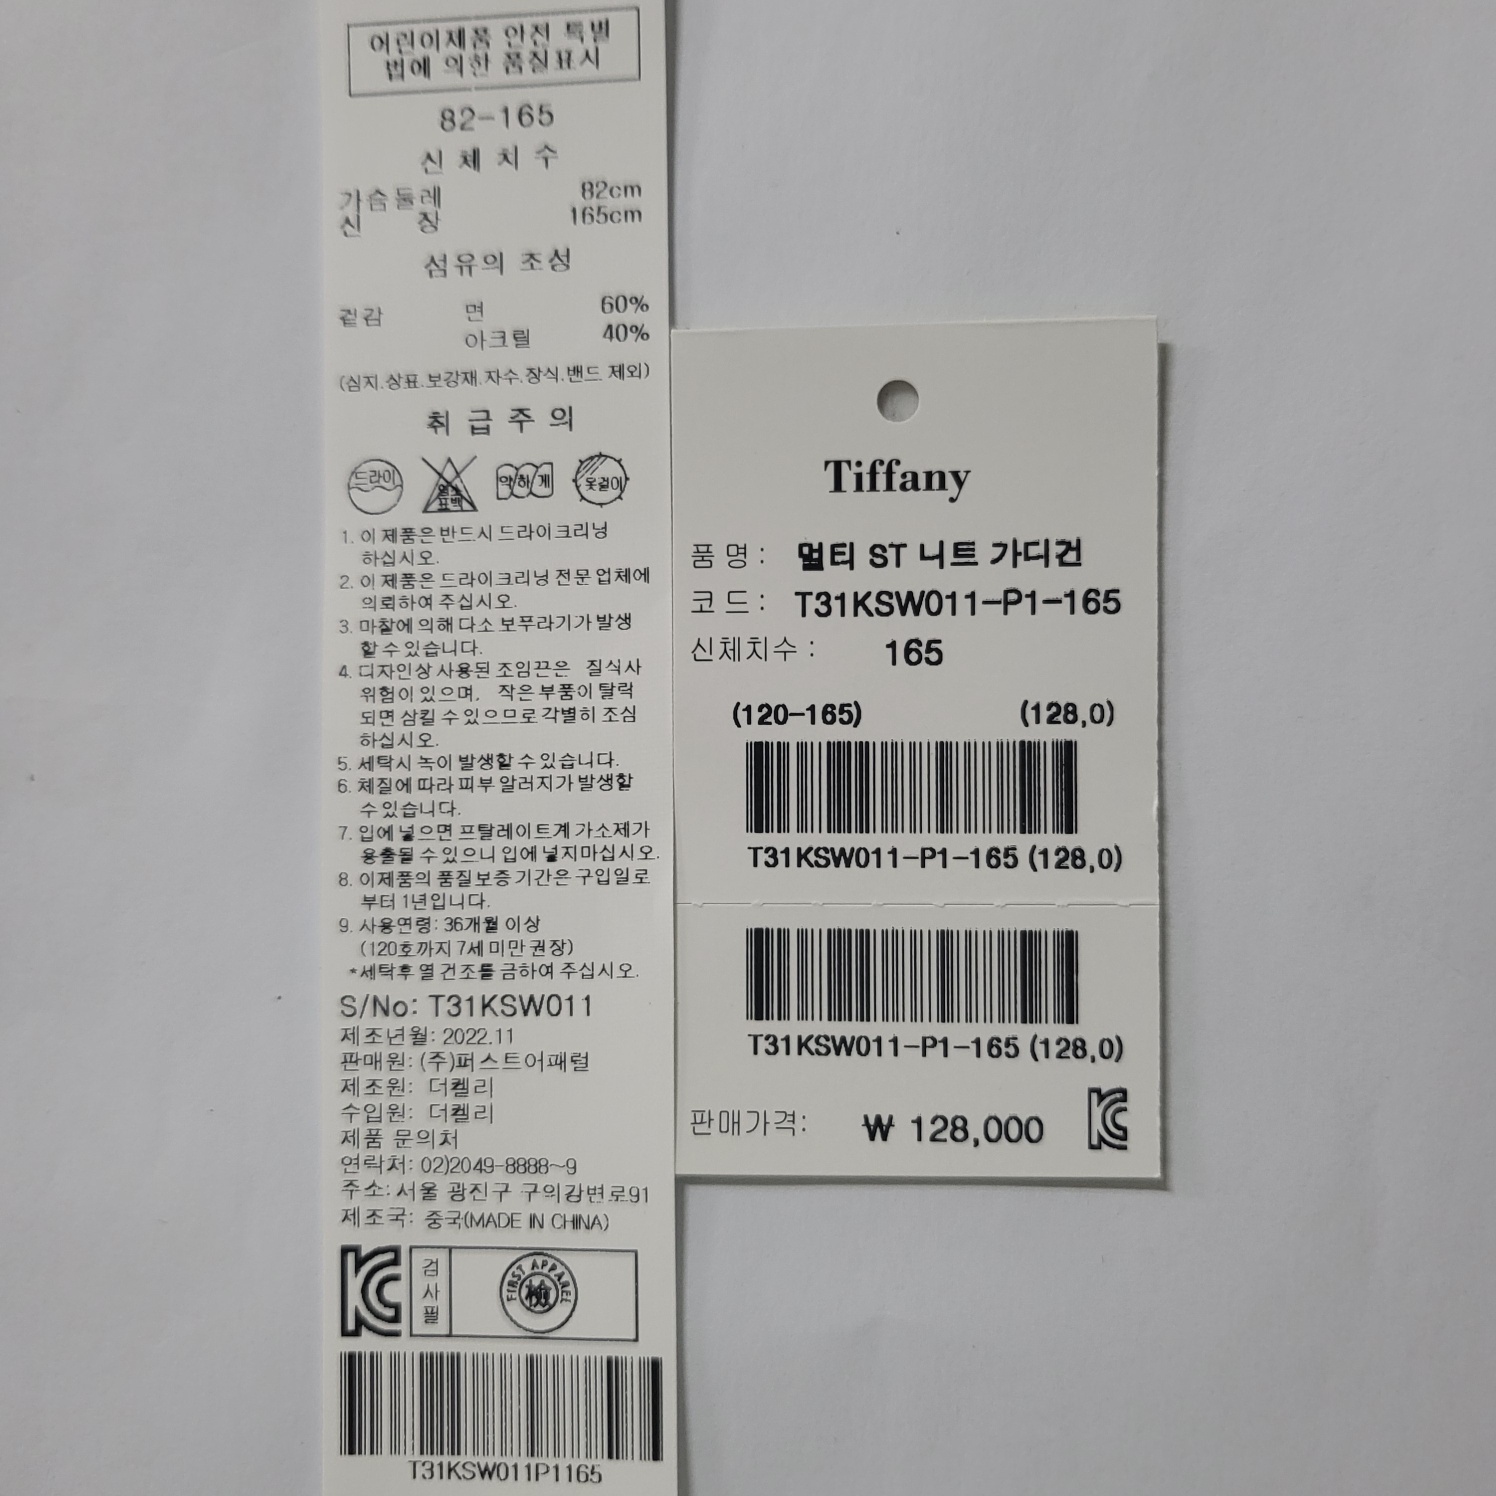 어린이제품 안전 특별
법에 의한 품질표시
82-165
신 체 치 수
가슴둘레 82cm
신 장 165cm
섬유의 조성
겉감 면 60%
아크릴 40%
(심지.상표.보강재.자수.장식.밴드 제외)
취 급 주 의
드라이 염소 표백 약하게 옷걸이
1. 이 제품은 반드시 드라이크리닝
하십시오.
2. 이 제품은 드라이크리닝 전문 업체에
의뢰하여 주십시오.
3. 마찰에 의해 다소 보푸라기가 발생
할 수 있습니다.
4. 디자인상 사용된 조임끈은 질식사
위험이 있으며, 작은 부품이 탈락
되면 삼킬 수 있으므로 각별히 조심
하십시오.
5. 세탁시 녹이 발생할 수 있습니다.
6. 체질에 따라 피부 알러지가 발생할
수 있습니다.
7. 입에 넣으면 프탈레이트계 가소제가
용출될 수 있으니 입에 넣지마십시오.
8. 이제품의 품질보증 기간은 구입일로
부터 1년입니다.
9. 사용연령: 36개월 이상
(120호까지 7세 미만 권장)
*세탁후 열 건조를 금하여 주십시오.
S/No: T31KSW011
제조년월: 2022.11
판매원: (주)퍼스트어패럴
제조원: 더켈리
수입원: 더켈리
제품 문의처
연락처: 02)2049-8888~9
주소: 서울 광진구 구의강변로91
제조국: 중국(MADE IN CHINA)
KC 검사필 FIRST APPAREL 檢
T31KSW011P1165
Tiffany
품 명 : 멀티 ST 니트 가디건
코 드 : T31KSW011-P1-165
신체치수 : 165
(120-165) (128,0)
T31KSW011-P1-165 (128,0)
T31KSW011-P1-165 (128,0)
판매가격: ₩ 128,000 KC